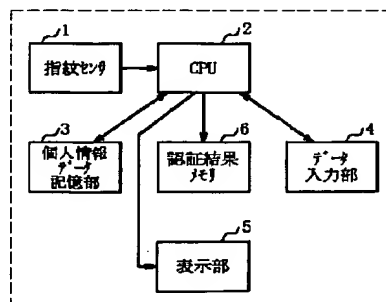 1
指紋センサ
2
CPU
3
個人情報
データ
記憶部
6
認証結果
メモリ
4
データ
入力部
5
表示部